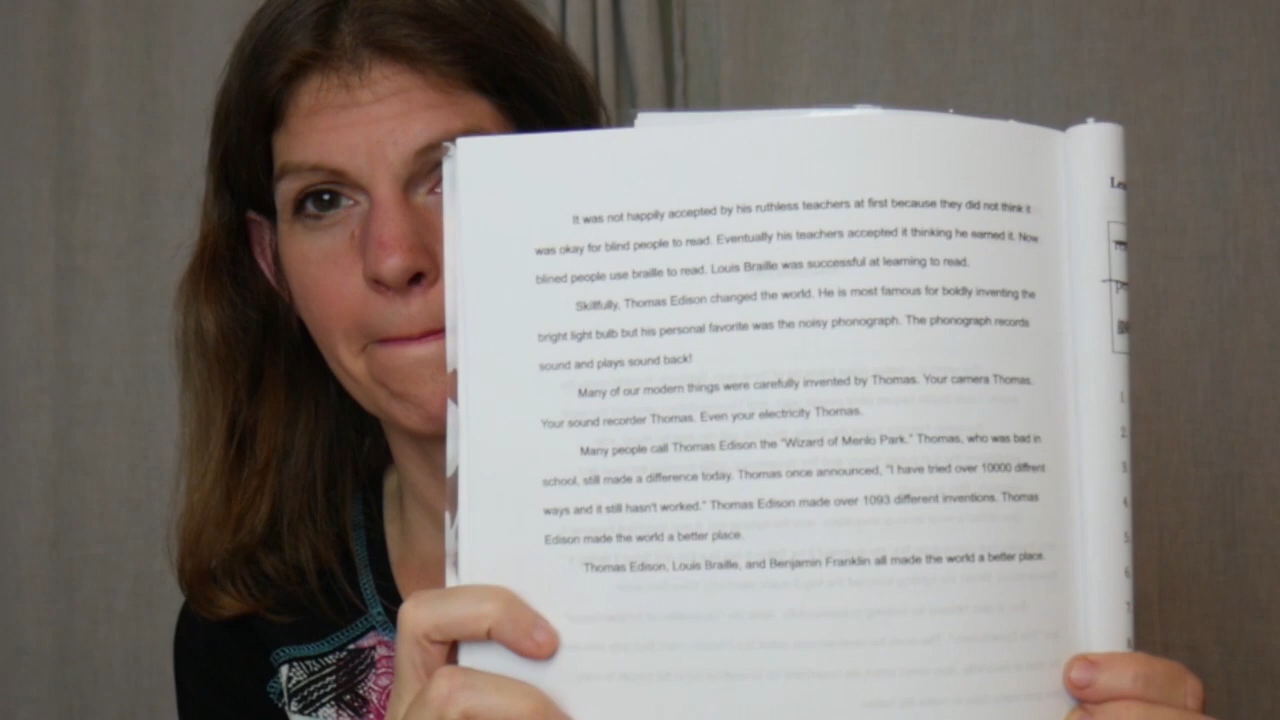 It was not happily accepted by his ruthless teachers at first because they did not think it
was okay for blind people to read. Eventually his teachers accepted it thinking he earned it. Now
blined people use braille to read. Louis Braille was successful at learning to read.
Skillfully, Thomas Edison changed the world. He is most famous for boldly inventing the
bright light bulb but his personal favorite was the noisy phonograph. The phonograph records
sound and plays sound back!
Many of our modern things were carefully invented by Thomas. Your camera Thomas.
Your sound recorder Thomas. Even your electricity Thomas.
Many people call Thomas Edison the "Wizard of Menlo Park." Thomas, who was bad in
school, still made a difference today. Thomas once announced, "I have tried over 10000 diffrent
ways and it still hasn't worked." Thomas Edison made over 1093 different inventions. Thomas
Edison made the world a better place.
Thomas Edison, Louis Braille, and Benjamin Franklin all made the world a better place.
1.
2.
3.
4.
5.
6.
7.